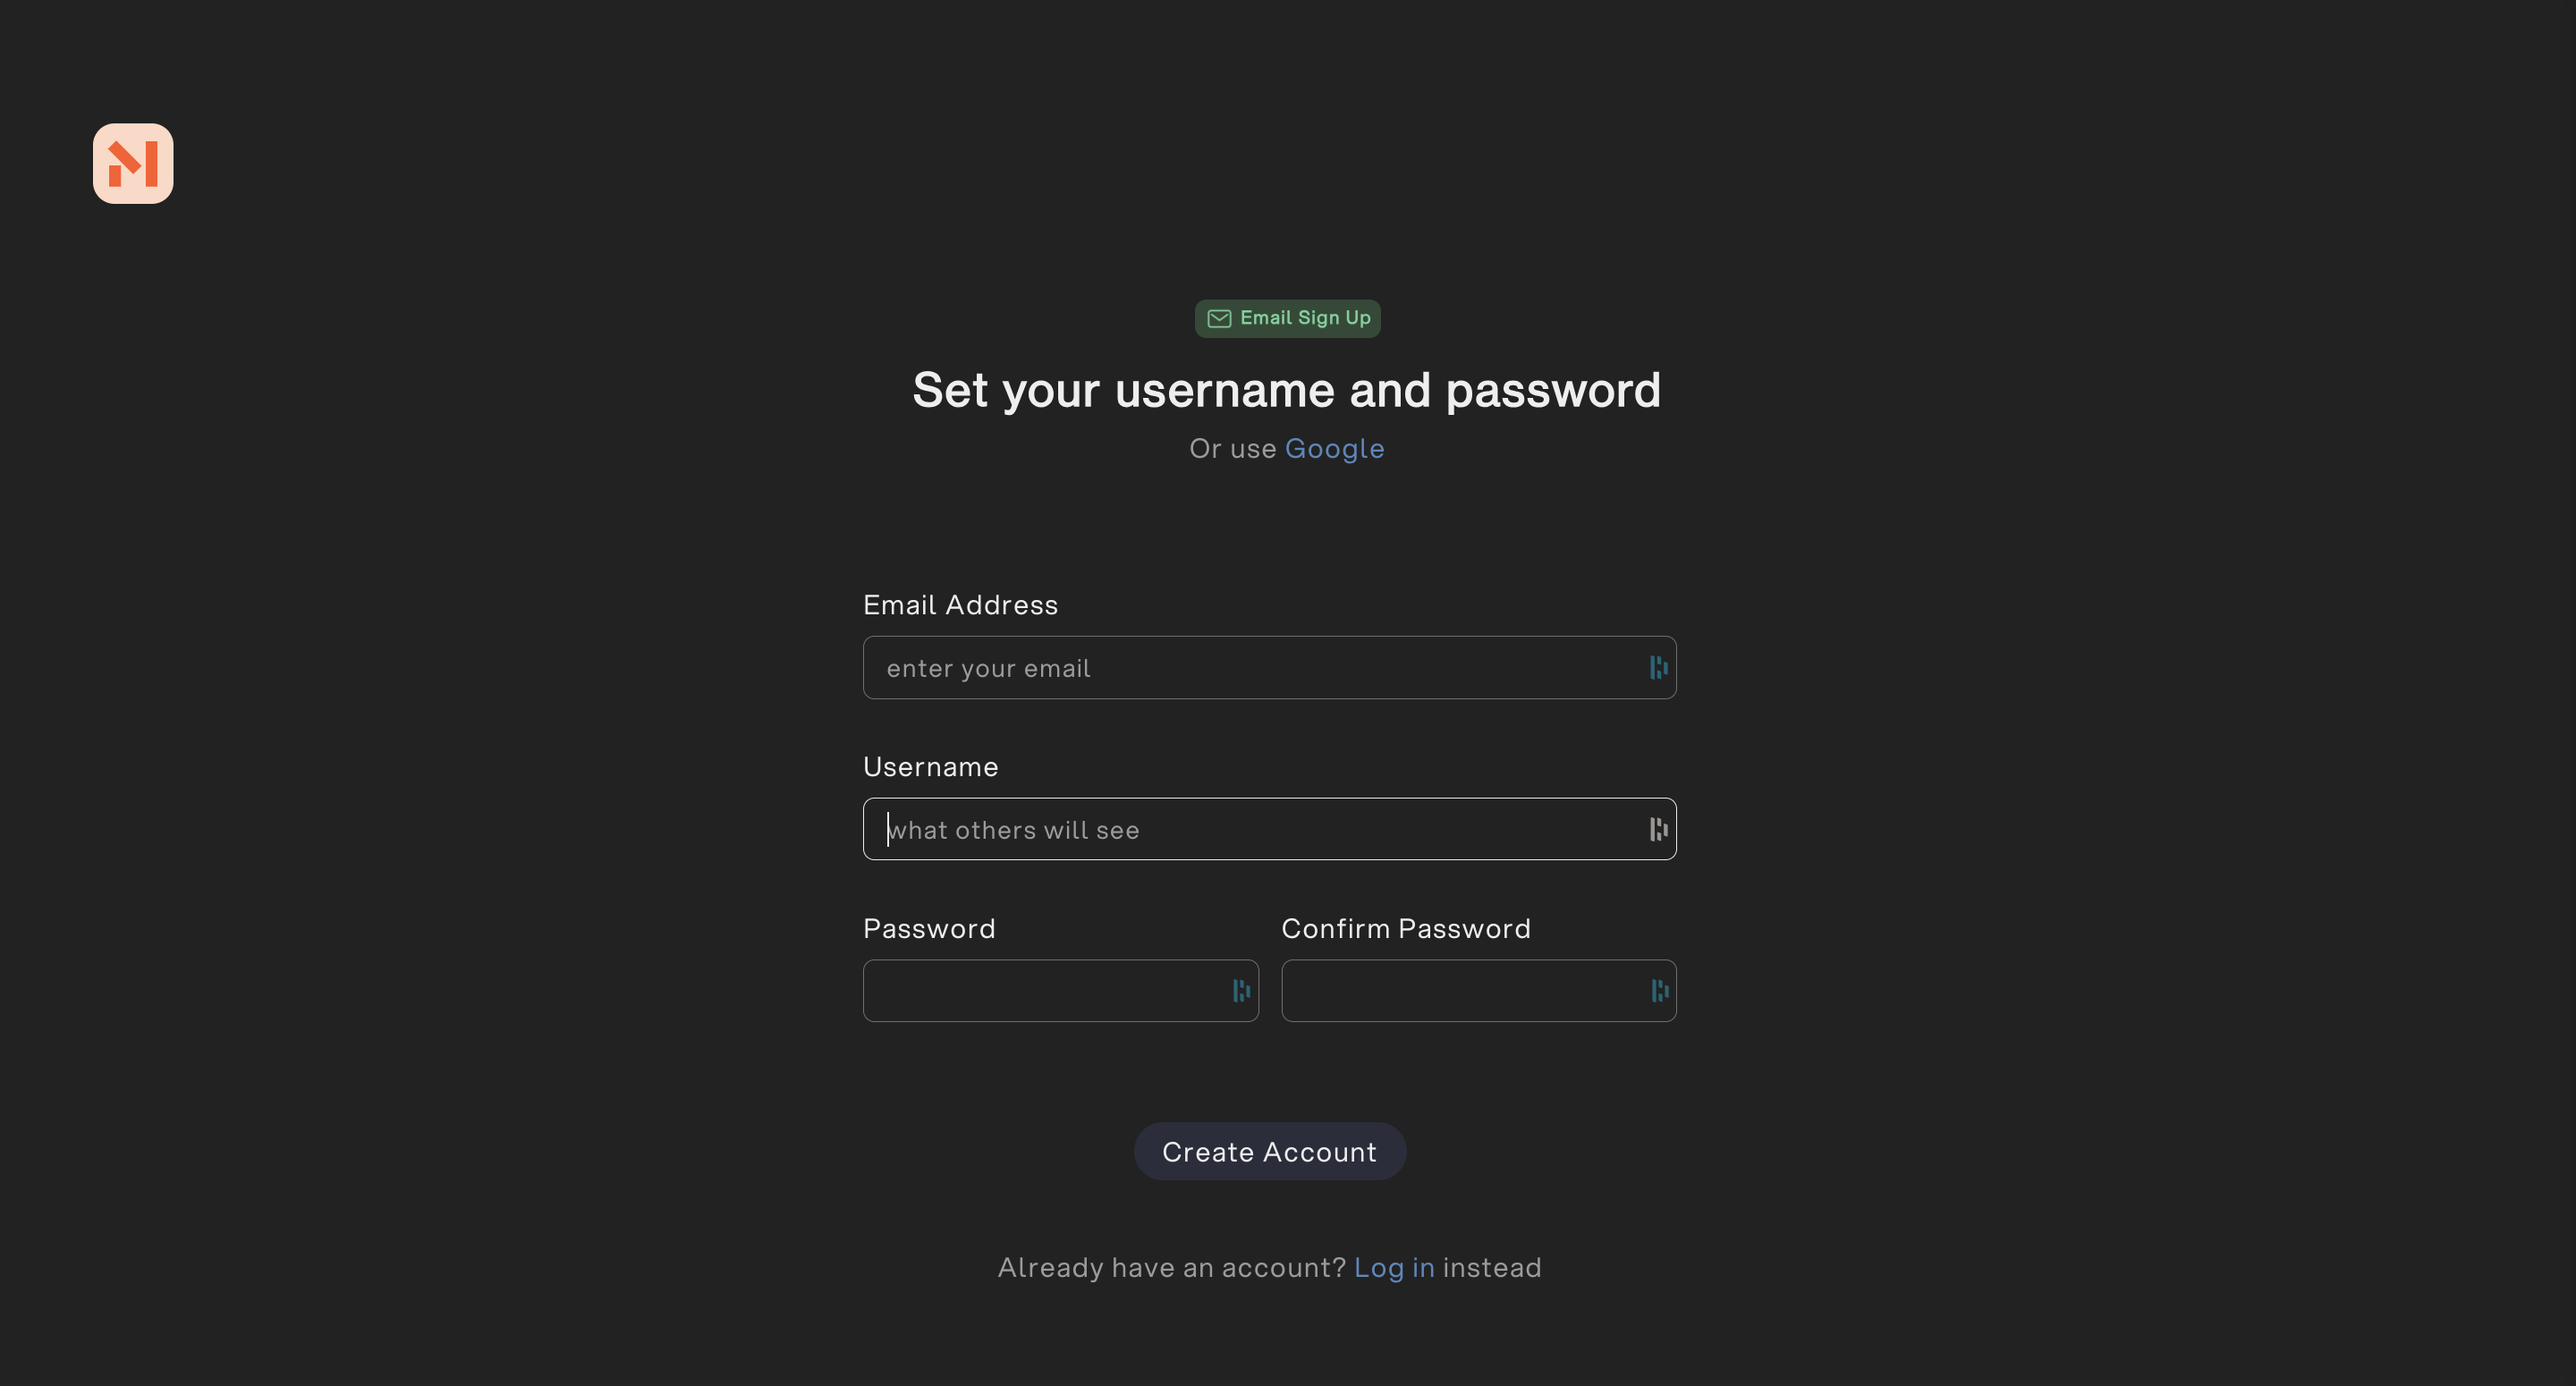 Email Sign Up
Set your username and password
Or use Google
Email Address
enter your email
Username
what others will see
Password Confirm Password
Create Account
Already have an account? Log in instead